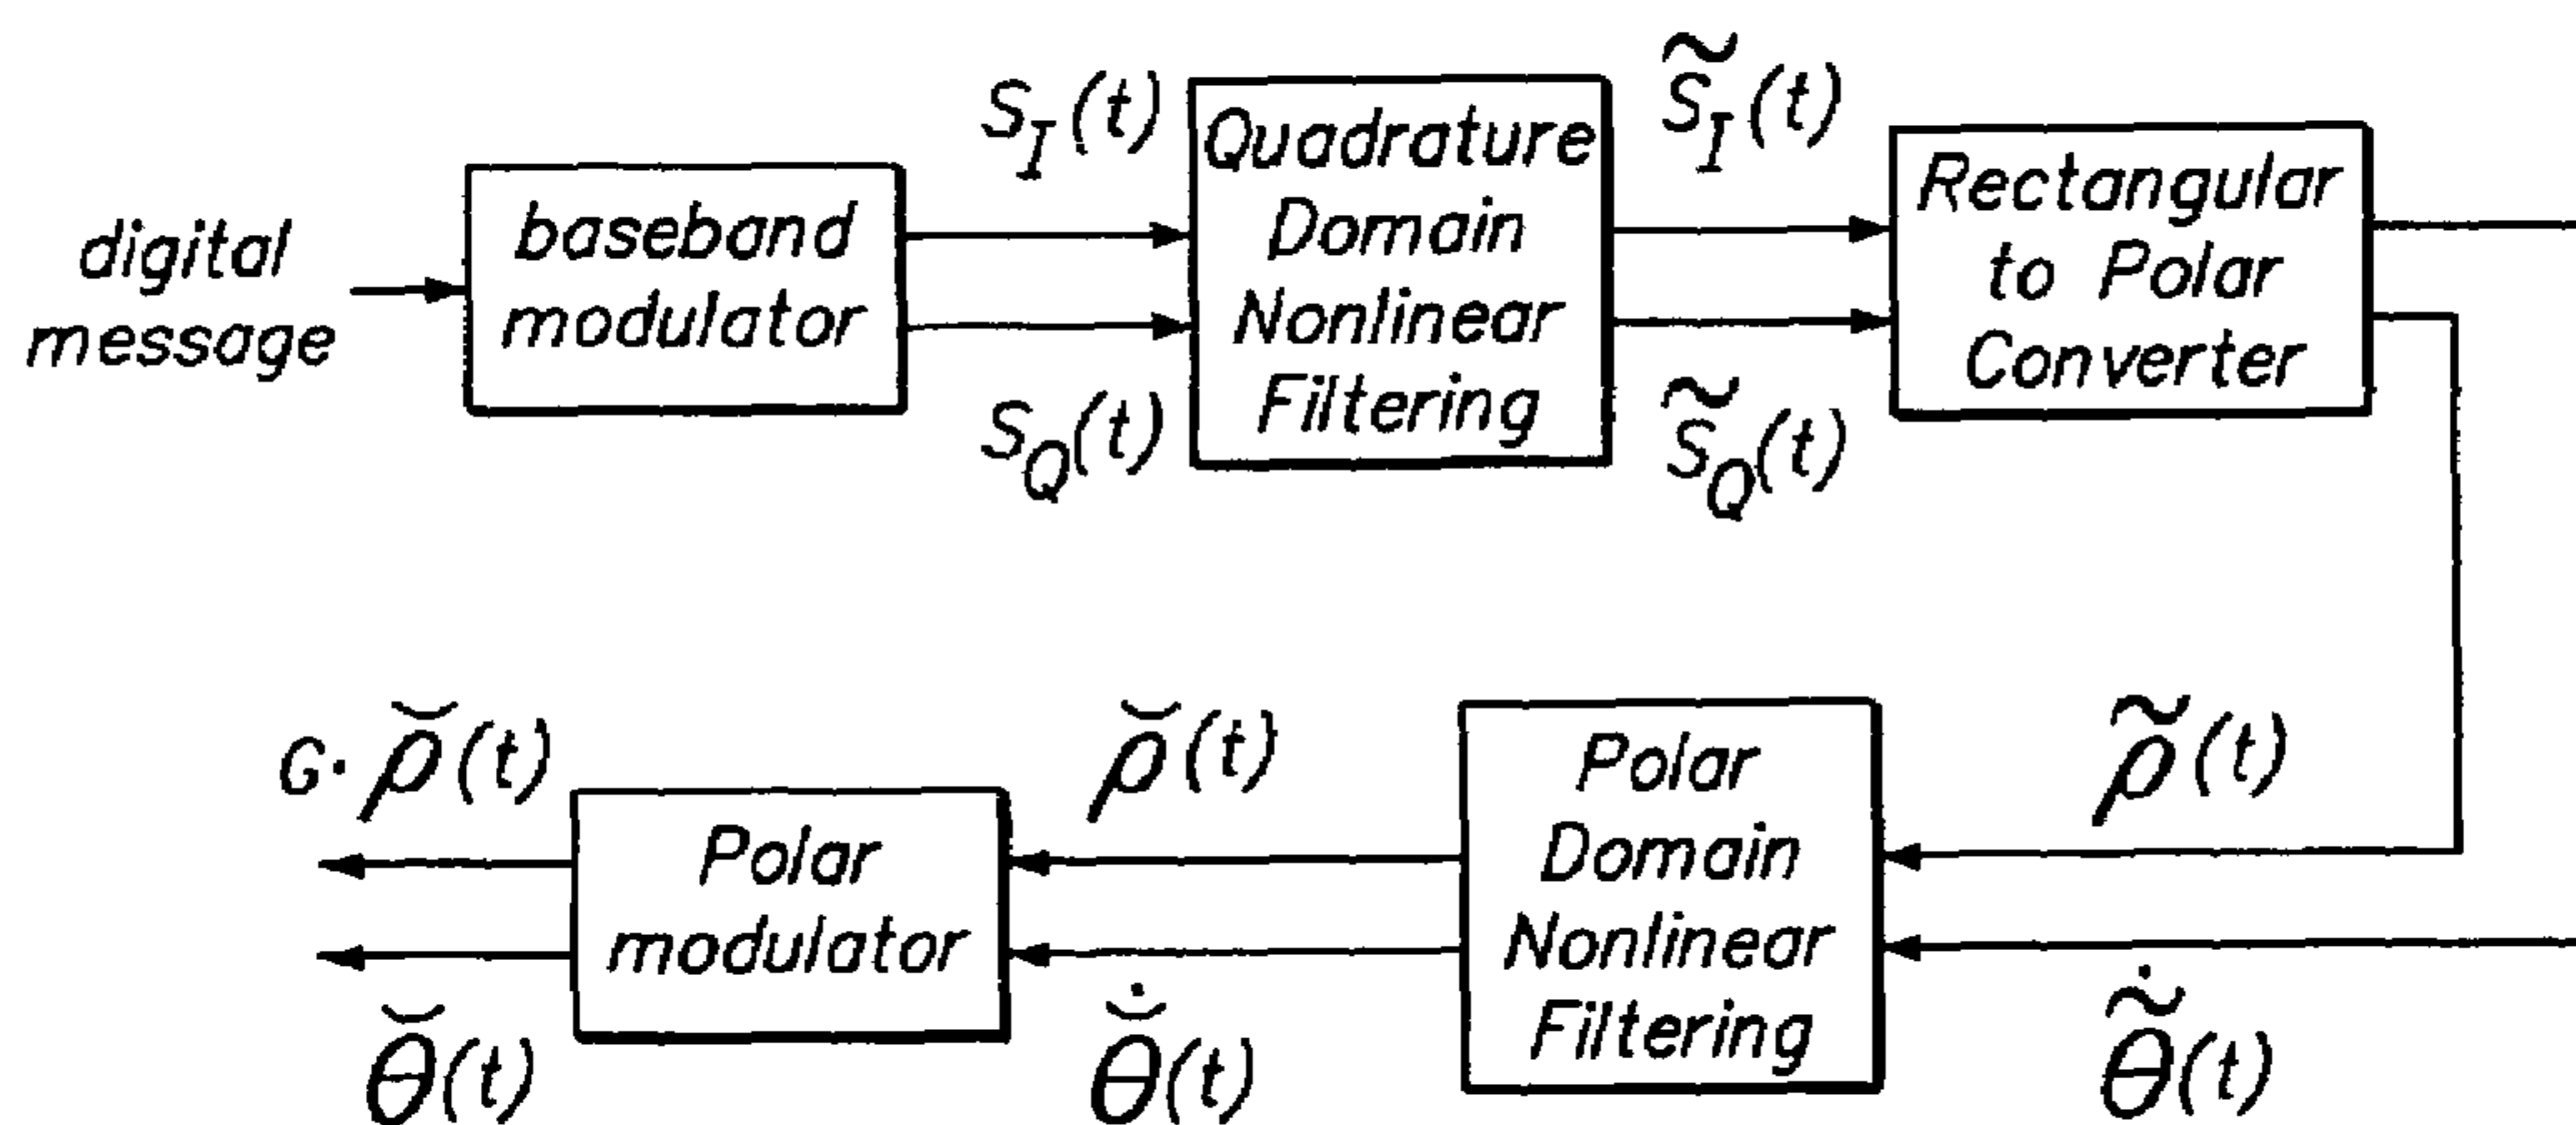 digital
message
baseband
modulator
S_I(t)
S_Q(t)
Quadrature
Domain
Nonlinear
Filtering
S̃_I(t)
S̃_Q(t)
Rectangular
to Polar
Converter
G·ρ̆(t)
θ̆(t)
Polar
modulator
ρ̆(t)
θ̆̇(t)
Polar
Domain
Nonlinear
Filtering
ρ̃(t)
θ̃̇(t)